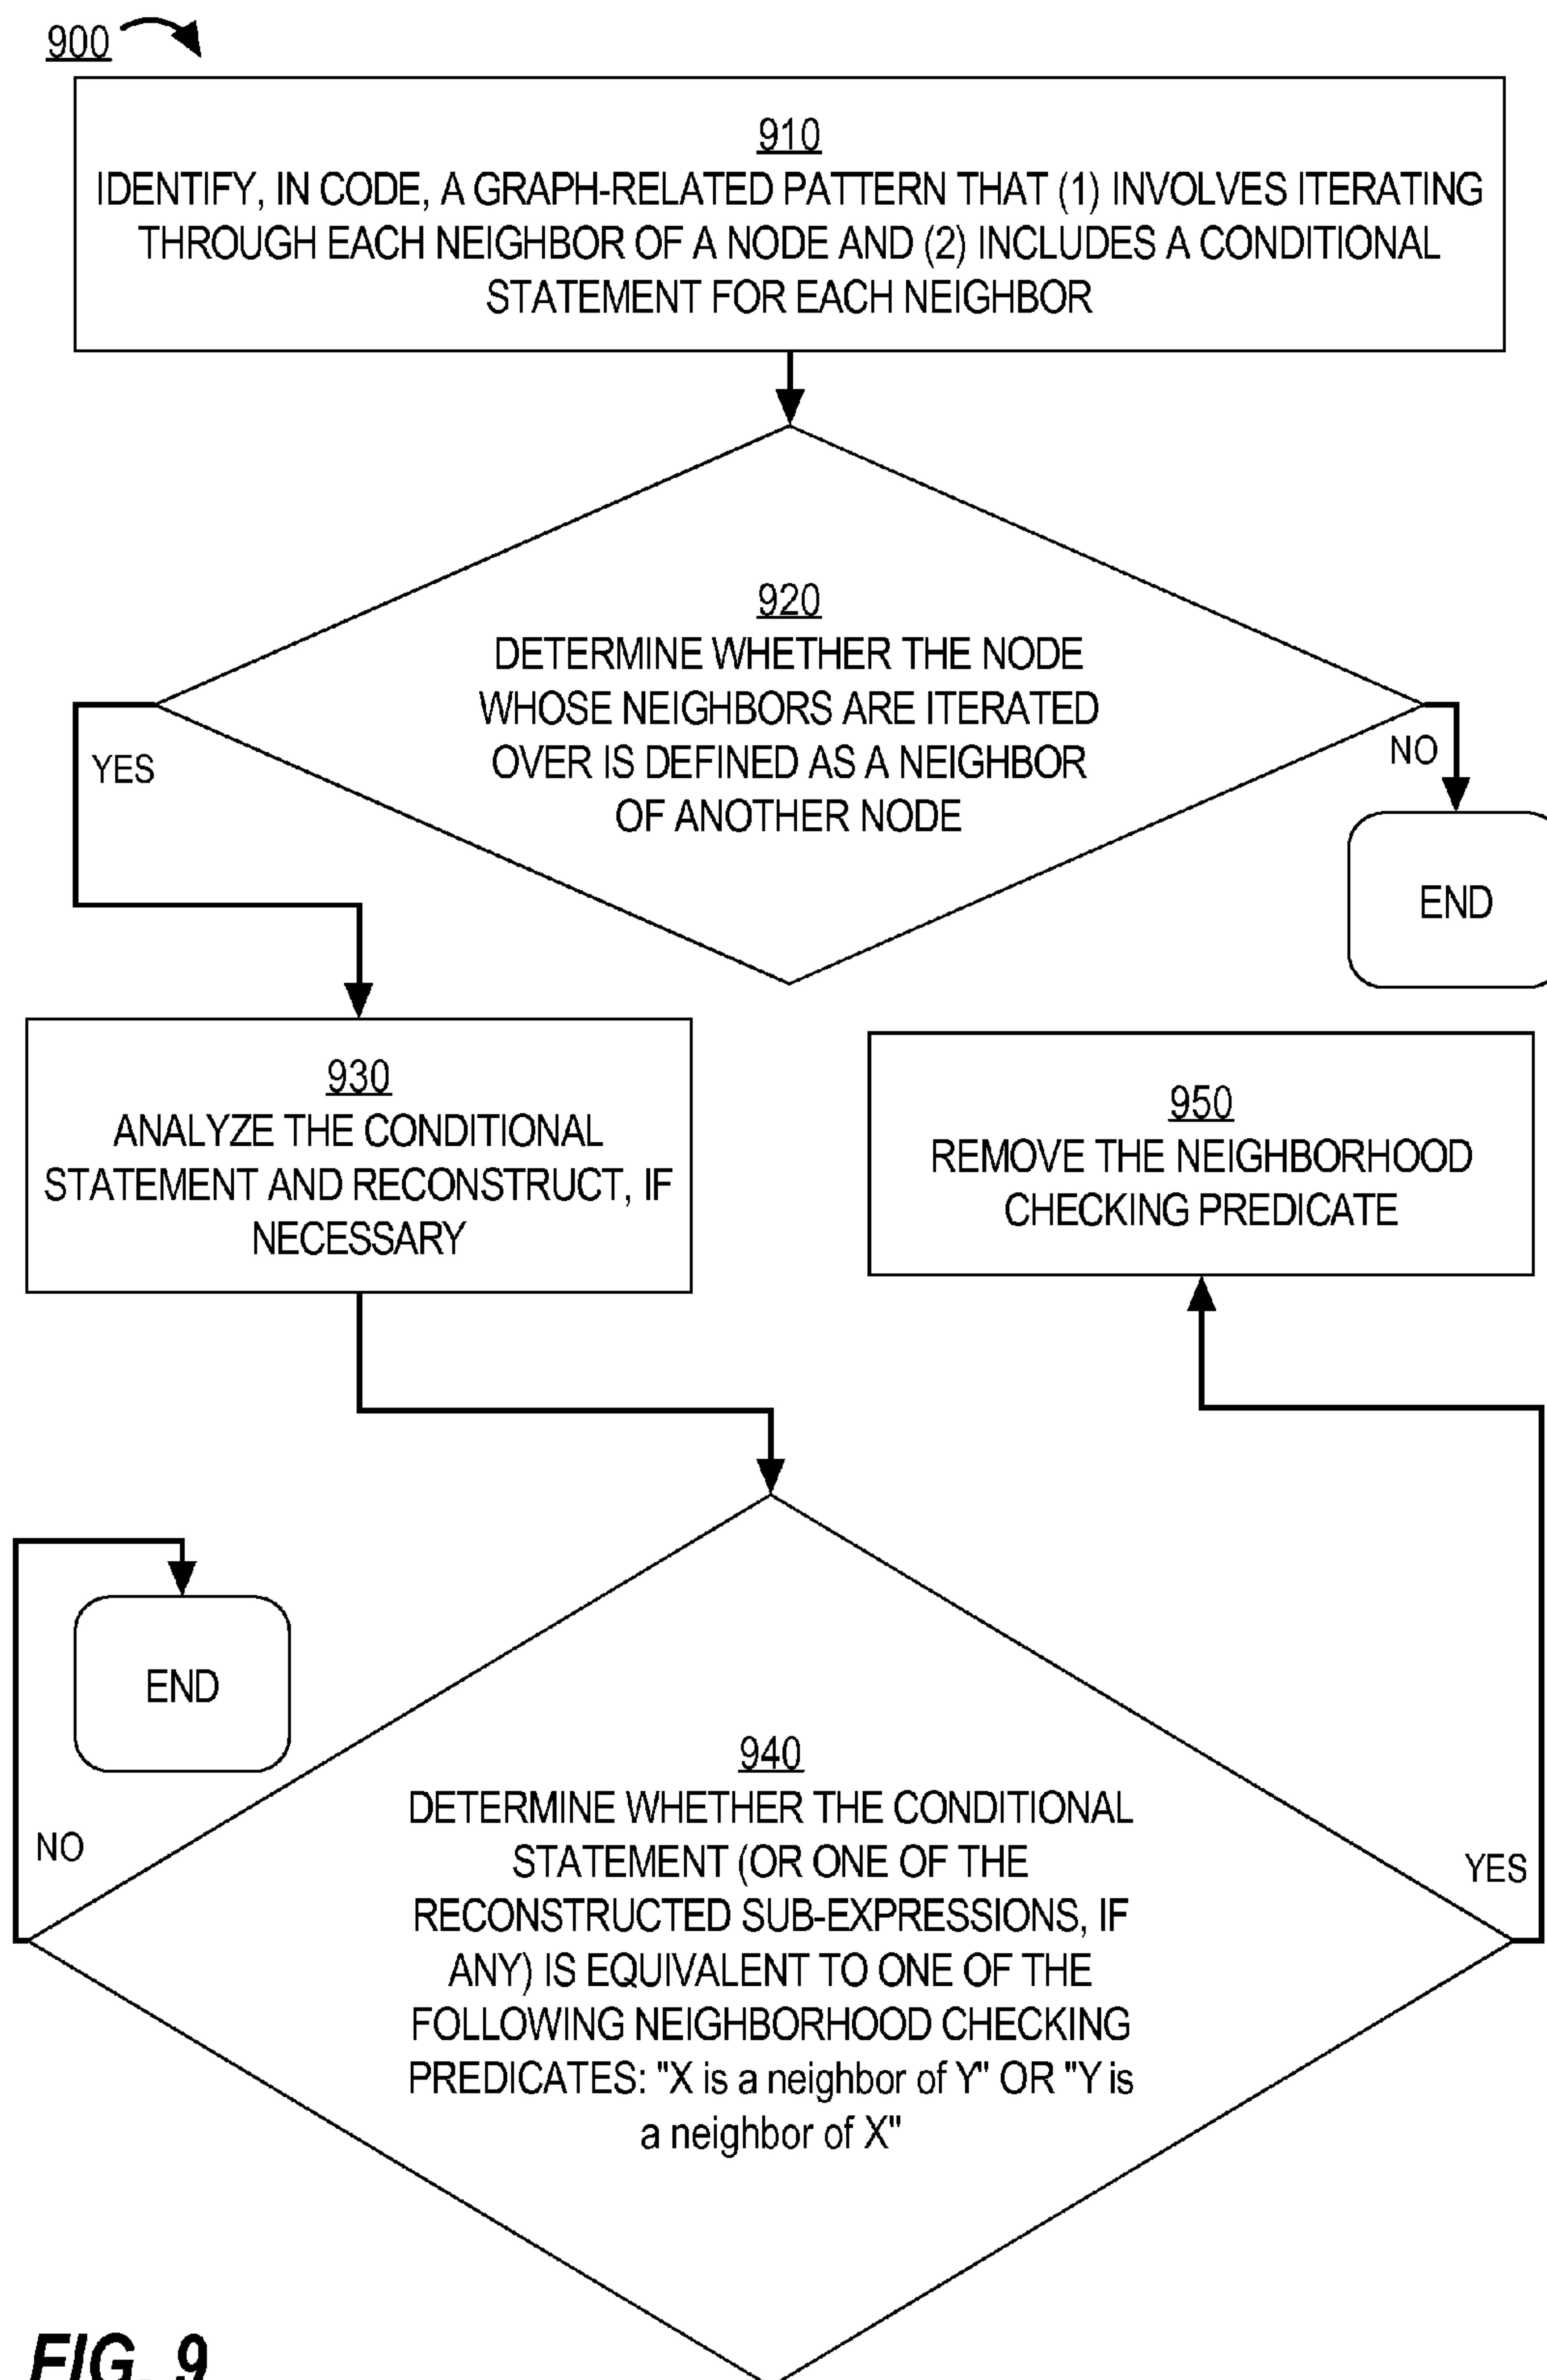 900
910
IDENTIFY, IN CODE, A GRAPH-RELATED PATTERN THAT (1) INVOLVES ITERATING
THROUGH EACH NEIGHBOR OF A NODE AND (2) INCLUDES A CONDITIONAL
STATEMENT FOR EACH NEIGHBOR
920
DETERMINE WHETHER THE NODE
WHOSE NEIGHBORS ARE ITERATED
OVER IS DEFINED AS A NEIGHBOR
OF ANOTHER NODE
YES
NO
END
930
ANALYZE THE CONDITIONAL
STATEMENT AND RECONSTRUCT, IF
NECESSARY
950
REMOVE THE NEIGHBORHOOD
CHECKING PREDICATE
END
NO
940
DETERMINE WHETHER THE CONDITIONAL
STATEMENT (OR ONE OF THE
RECONSTRUCTED SUB-EXPRESSIONS, IF
ANY) IS EQUIVALENT TO ONE OF THE
FOLLOWING NEIGHBORHOOD CHECKING
PREDICATES: "X is a neighbor of Y" OR "Y is
a neighbor of X"
YES
FIG. 9